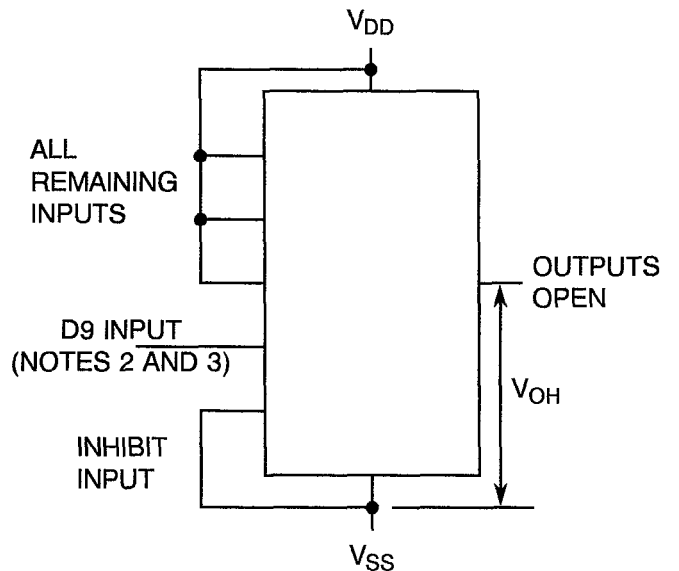 VDD
ALL
REMAINING
INPUTS
OUTPUTS
OPEN
D9 INPUT
(NOTES 2 AND 3)
VOH
INHIBIT
INPUT
VSS